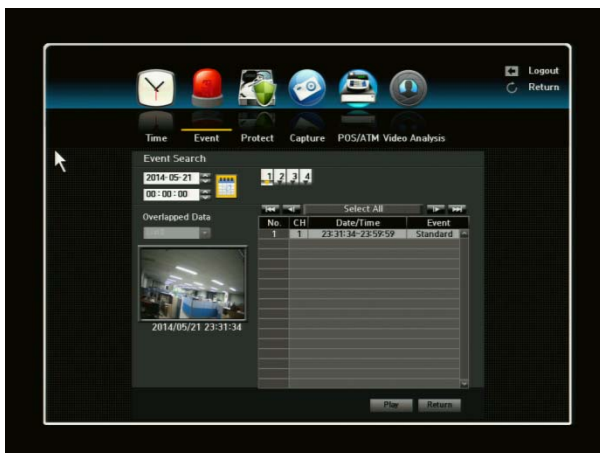 Logout
Return
Time Event Protect Capture POS/ATM Video Analysis
Event Search
2014-05-21
00:00:00
1 2 3 4
Overlapped Data
Select All
No. CH Date/Time Event
1 1 23:31:34~23:59:59 Standard
2014/05/21 23:31:34
Play Return